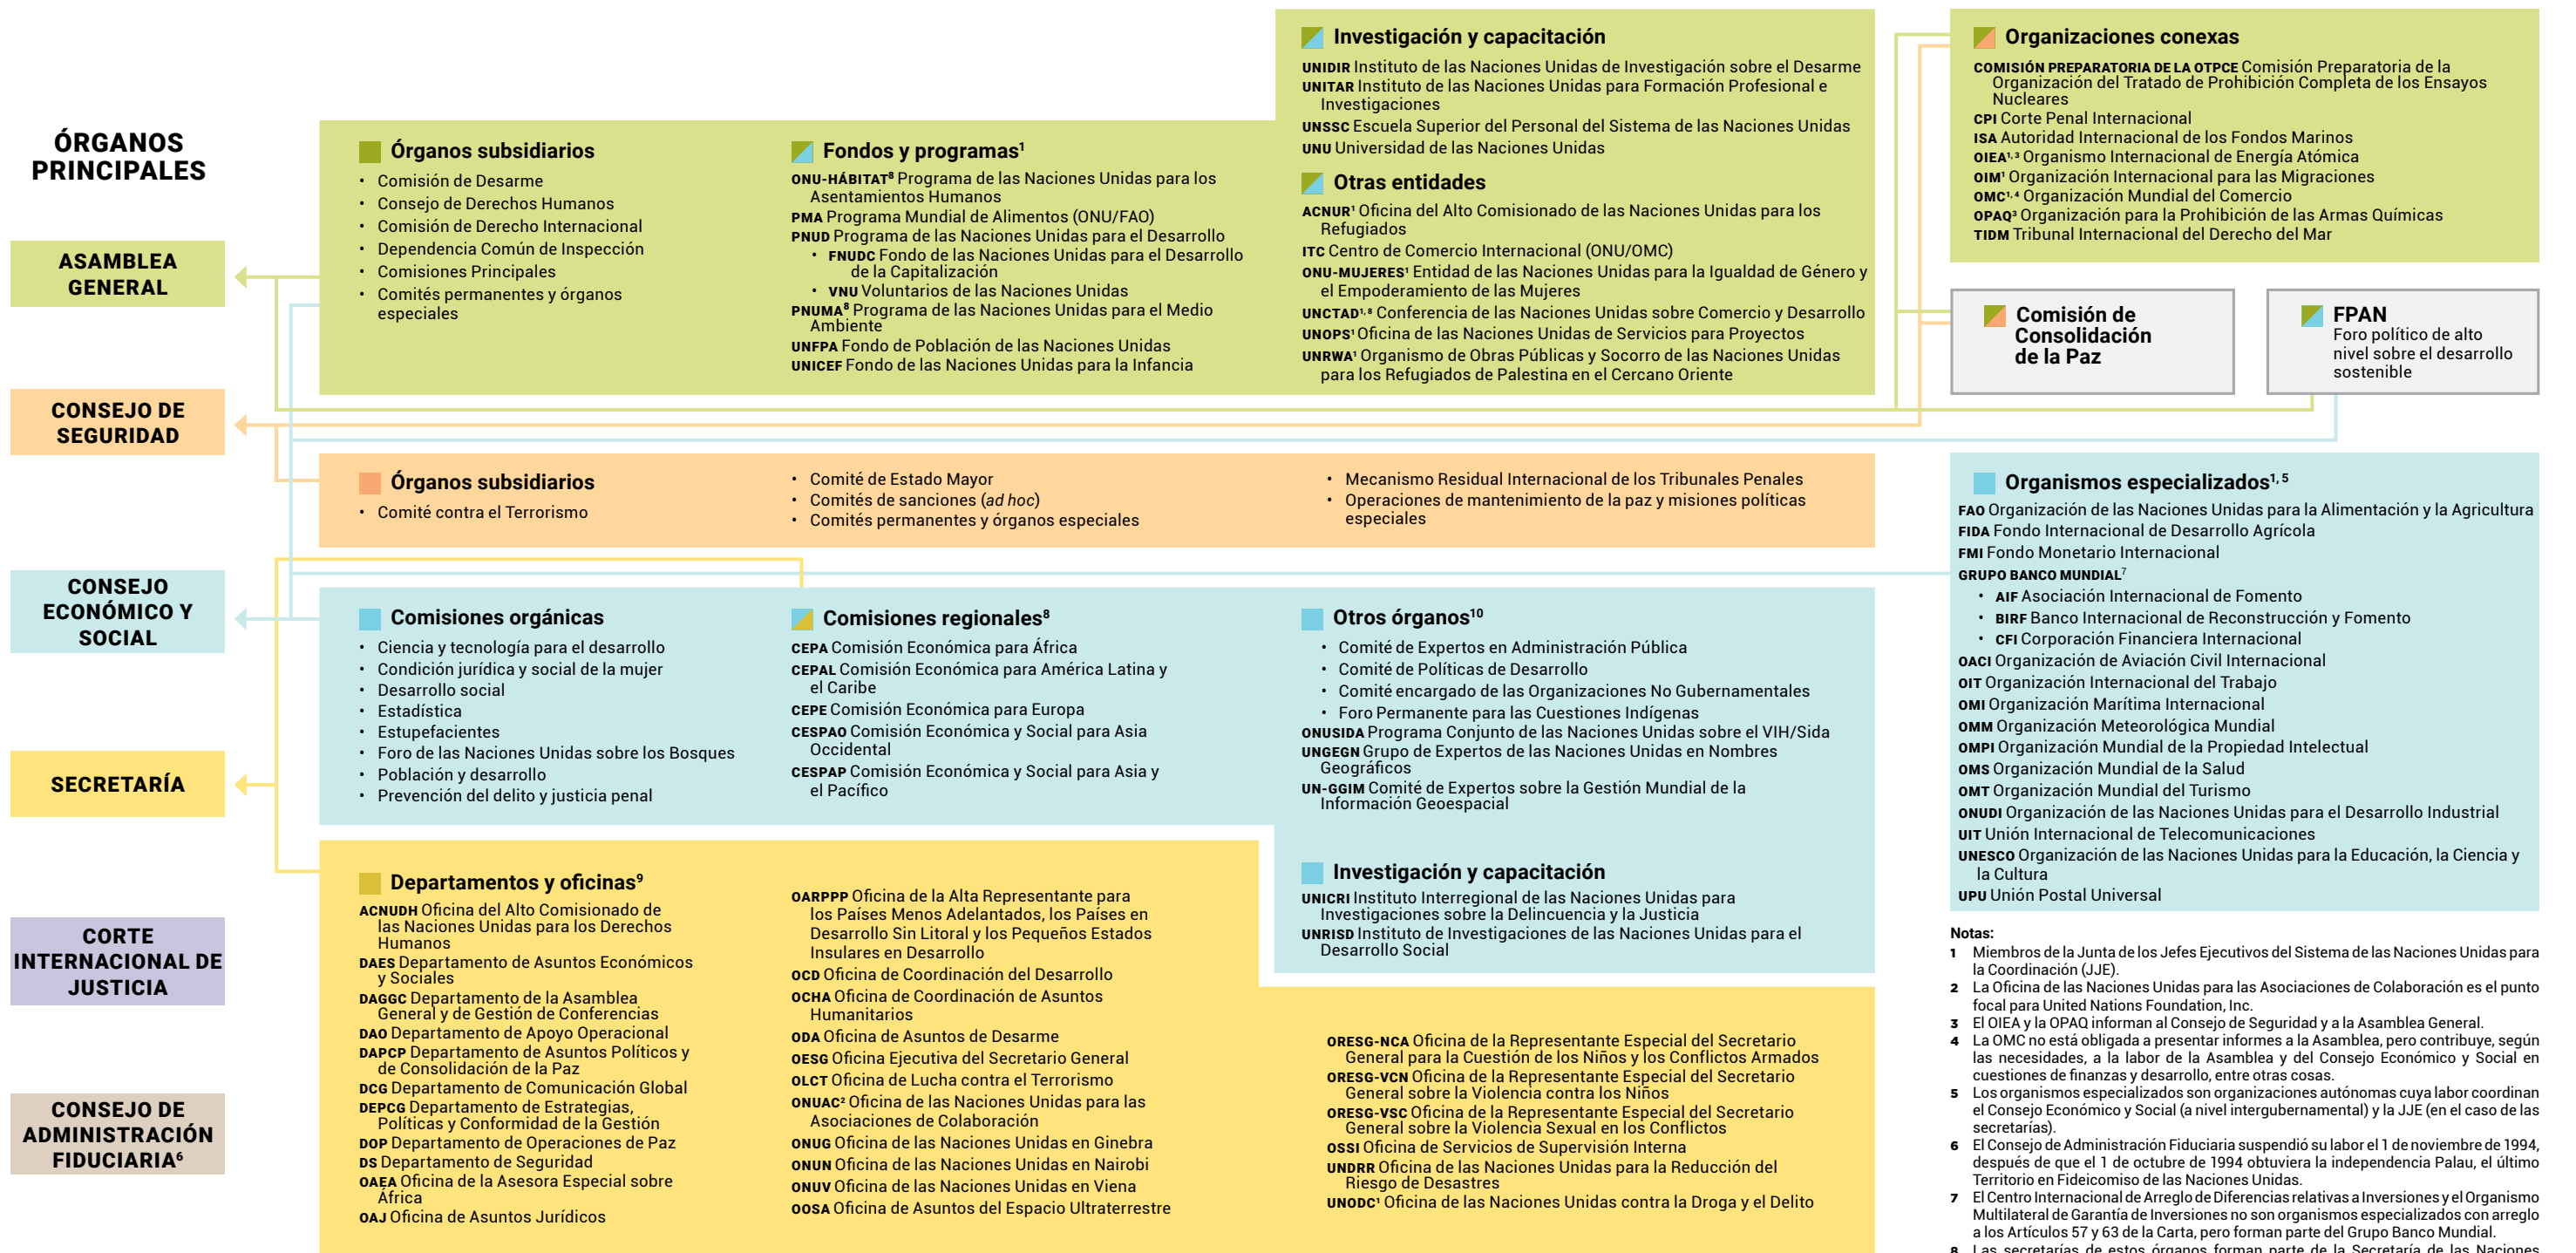 ÓRGANOS
PRINCIPALES
ASAMBLEA
GENERAL
CONSEJO DE
SEGURIDAD
CONSEJO
ECONÓMICO Y
SOCIAL
SECRETARÍA
CORTE
INTERNACIONAL DE
JUSTICIA
CONSEJO DE
ADMINISTRACIÓN
FIDUCIARIA⁶
Órganos subsidiarios
• Comisión de Desarme
• Consejo de Derechos Humanos
• Comisión de Derecho Internacional
• Dependencia Común de Inspección
• Comisiones Principales
• Comités permanentes y órganos
especiales
Fondos y programas¹
ONU-HÁBITAT⁸ Programa de las Naciones Unidas para los
Asentamientos Humanos
PMA Programa Mundial de Alimentos (ONU/FAO)
PNUD Programa de las Naciones Unidas para el Desarrollo
• FNUDC Fondo de las Naciones Unidas para el Desarrollo
de la Capitalización
• VNU Voluntarios de las Naciones Unidas
PNUMA⁸ Programa de las Naciones Unidas para el Medio
Ambiente
UNFPA Fondo de Población de las Naciones Unidas
UNICEF Fondo de las Naciones Unidas para la Infancia
Investigación y capacitación
UNIDIR Instituto de las Naciones Unidas de Investigación sobre el Desarme
UNITAR Instituto de las Naciones Unidas para Formación Profesional e
Investigaciones
UNSSC Escuela Superior del Personal del Sistema de las Naciones Unidas
UNU Universidad de las Naciones Unidas
Otras entidades
ACNUR¹ Oficina del Alto Comisionado de las Naciones Unidas para los
Refugiados
ITC Centro de Comercio Internacional (ONU/OMC)
ONU-MUJERES¹ Entidad de las Naciones Unidas para la Igualdad de Género y
el Empoderamiento de las Mujeres
UNCTAD¹,⁸ Conferencia de las Naciones Unidas sobre Comercio y Desarrollo
UNOPS¹ Oficina de las Naciones Unidas de Servicios para Proyectos
UNRWA¹ Organismo de Obras Públicas y Socorro de las Naciones Unidas
para los Refugiados de Palestina en el Cercano Oriente
Organizaciones conexas
COMISIÓN PREPARATORIA DE LA OTPCE Comisión Preparatoria de la
Organización del Tratado de Prohibición Completa de los Ensayos
Nucleares
CPI Corte Penal Internacional
ISA Autoridad Internacional de los Fondos Marinos
OIEA¹,³ Organismo Internacional de Energía Atómica
OIM¹ Organización Internacional para las Migraciones
OMC¹,⁴ Organización Mundial del Comercio
OPAQ³ Organización para la Prohibición de las Armas Químicas
TIDM Tribunal Internacional del Derecho del Mar
Comisión de
Consolidación
de la Paz
FPAN
Foro político de alto
nivel sobre el desarrollo
sostenible
Órganos subsidiarios
• Comité contra el Terrorismo
• Comité de Estado Mayor
• Comités de sanciones (ad hoc)
• Comités permanentes y órganos especiales
• Mecanismo Residual Internacional de los Tribunales Penales
• Operaciones de mantenimiento de la paz y misiones políticas
especiales
Comisiones orgánicas
• Ciencia y tecnología para el desarrollo
• Condición jurídica y social de la mujer
• Desarrollo social
• Estadística
• Estupefacientes
• Foro de las Naciones Unidas sobre los Bosques
• Población y desarrollo
• Prevención del delito y justicia penal
Comisiones regionales⁸
CEPA Comisión Económica para África
CEPAL Comisión Económica para América Latina y
el Caribe
CEPE Comisión Económica para Europa
CESPAO Comisión Económica y Social para Asia
Occidental
CESPAP Comisión Económica y Social para Asia y
el Pacífico
Otros órganos¹⁰
• Comité de Expertos en Administración Pública
• Comité de Políticas de Desarrollo
• Comité encargado de las Organizaciones No Gubernamentales
• Foro Permanente para las Cuestiones Indígenas
ONUSIDA Programa Conjunto de las Naciones Unidas sobre el VIH/Sida
UNGEGN Grupo de Expertos de las Naciones Unidas en Nombres
Geográficos
UN-GGIM Comité de Expertos sobre la Gestión Mundial de la
Información Geoespacial
Investigación y capacitación
UNICRI Instituto Interregional de las Naciones Unidas para
Investigaciones sobre la Delincuencia y la Justicia
UNRISD Instituto de Investigaciones de las Naciones Unidas para el
Desarrollo Social
Organismos especializados¹,⁵
FAO Organización de las Naciones Unidas para la Alimentación y la Agricultura
FIDA Fondo Internacional de Desarrollo Agrícola
FMI Fondo Monetario Internacional
GRUPO BANCO MUNDIAL⁷
• AIF Asociación Internacional de Fomento
• BIRF Banco Internacional de Reconstrucción y Fomento
• CFI Corporación Financiera Internacional
OACI Organización de Aviación Civil Internacional
OIT Organización Internacional del Trabajo
OMI Organización Marítima Internacional
OMM Organización Meteorológica Mundial
OMPI Organización Mundial de la Propiedad Intelectual
OMS Organización Mundial de la Salud
OMT Organización Mundial del Turismo
ONUDI Organización de las Naciones Unidas para el Desarrollo Industrial
UIT Unión Internacional de Telecomunicaciones
UNESCO Organización de las Naciones Unidas para la Educación, la Ciencia y
la Cultura
UPU Unión Postal Universal
Departamentos y oficinas⁹
ACNUDH Oficina del Alto Comisionado de
las Naciones Unidas para los Derechos
Humanos
DAES Departamento de Asuntos Económicos
y Sociales
DAGGC Departamento de la Asamblea
General y de Gestión de Conferencias
DAO Departamento de Apoyo Operacional
DAPCP Departamento de Asuntos Políticos y
de Consolidación de la Paz
DCG Departamento de Comunicación Global
DEPCG Departamento de Estrategias,
Políticas y Conformidad de la Gestión
DOP Departamento de Operaciones de Paz
DS Departamento de Seguridad
OAEA Oficina de la Asesora Especial sobre
África
OAJ Oficina de Asuntos Jurídicos
OARPPP Oficina de la Alta Representante para
los Países Menos Adelantados, los Países en
Desarrollo Sin Litoral y los Pequeños Estados
Insulares en Desarrollo
OCD Oficina de Coordinación del Desarrollo
OCHA Oficina de Coordinación de Asuntos
Humanitarios
ODA Oficina de Asuntos de Desarme
OESG Oficina Ejecutiva del Secretario General
OLCT Oficina de Lucha contra el Terrorismo
ONUAC² Oficina de las Naciones Unidas para las
Asociaciones de Colaboración
ONUG Oficina de las Naciones Unidas en Ginebra
ONUN Oficina de las Naciones Unidas en Nairobi
ONUV Oficina de las Naciones Unidas en Viena
OOSA Oficina de Asuntos del Espacio Ultraterrestre
ORESG-NCA Oficina de la Representante Especial del Secretario
General para la Cuestión de los Niños y los Conflictos Armados
ORESG-VCN Oficina de la Representante Especial del Secretario
General sobre la Violencia contra los Niños
ORESG-VSC Oficina de la Representante Especial del Secretario
General sobre la Violencia Sexual en los Conflictos
OSSI Oficina de Servicios de Supervisión Interna
UNDRR Oficina de las Naciones Unidas para la Reducción del
Riesgo de Desastres
UNODC¹ Oficina de las Naciones Unidas contra la Droga y el Delito
Notas:
1 Miembros de la Junta de los Jefes Ejecutivos del Sistema de las Naciones Unidas para
la Coordinación (JJE).
2 La Oficina de las Naciones Unidas para las Asociaciones de Colaboración es el punto
focal para United Nations Foundation, Inc.
3 El OIEA y la OPAQ informan al Consejo de Seguridad y a la Asamblea General.
4 La OMC no está obligada a presentar informes a la Asamblea, pero contribuye, según
las necesidades, a la labor de la Asamblea y del Consejo Económico y Social en
cuestiones de finanzas y desarrollo, entre otras cosas.
5 Los organismos especializados son organizaciones autónomas cuya labor coordinan
el Consejo Económico y Social (a nivel intergubernamental) y la JJE (en el caso de las
secretarías).
6 El Consejo de Administración Fiduciaria suspendió su labor el 1 de noviembre de 1994,
después de que el 1 de octubre de 1994 obtuviera la independencia Palau, el último
Territorio en Fideicomiso de las Naciones Unidas.
7 El Centro Internacional de Arreglo de Diferencias relativas a Inversiones y el Organismo
Multilateral de Garantía de Inversiones no son organismos especializados con arreglo
a los Artículos 57 y 63 de la Carta, pero forman parte del Grupo Banco Mundial.
8 Las secretarías de estos órganos forman parte de la Secretaría de las Naciones